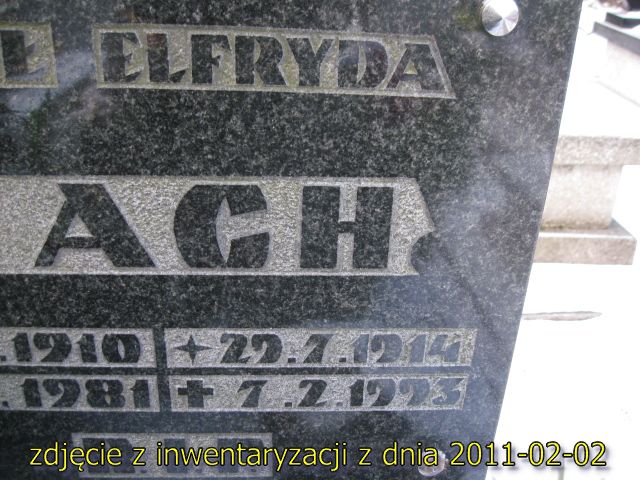 ELFRYDA
ACH
.1910 29.7.1914
.1981 + 7.2.1993
zdjęcie z inwentaryzacji z dnia 2011-02-02